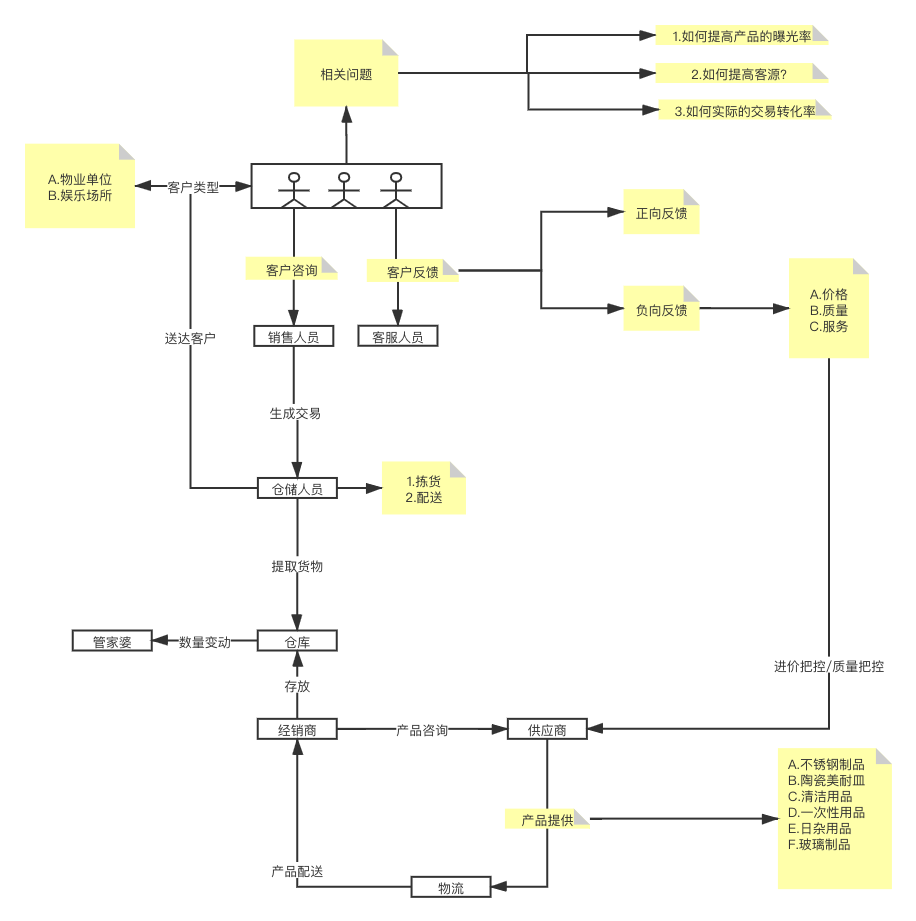 1.如何提高产品的曝光率
相关问题
2.如何提高客源?
3.如何实际的交易转化率
A.物业单位
B.娱乐场所
客户类型
正向反馈
客户咨询
客户反馈
A.价格
B.质量
C.服务
负向反馈
销售人员
客服人员
送达客户
生成交易
仓储人员
1.拣货
2.配送
提取货物
管家婆
数量变动
仓库
进价把控/质量把控
存放
经销商
产品咨询
供应商
A.不锈钢制品
B.陶瓷美耐皿
C.清洁用品
D.一次性用品
E.日杂用品
F.玻璃制品
产品提供
产品配送
物流